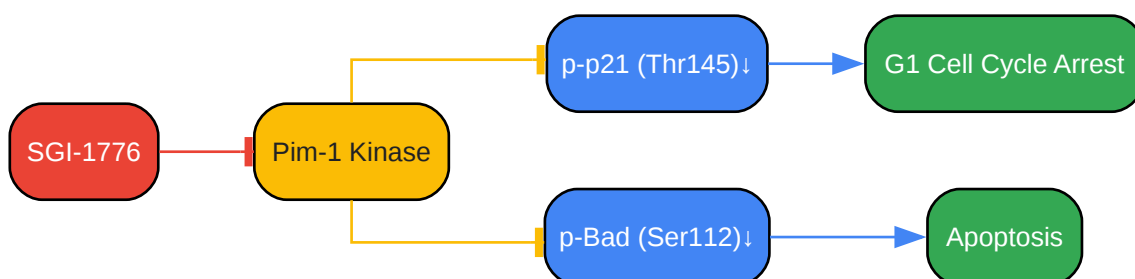 p-p21 (Thr145)↓
G1 Cell Cycle Arrest
SGI-1776
Pim-1 Kinase
p-Bad (Ser112)↓
Apoptosis